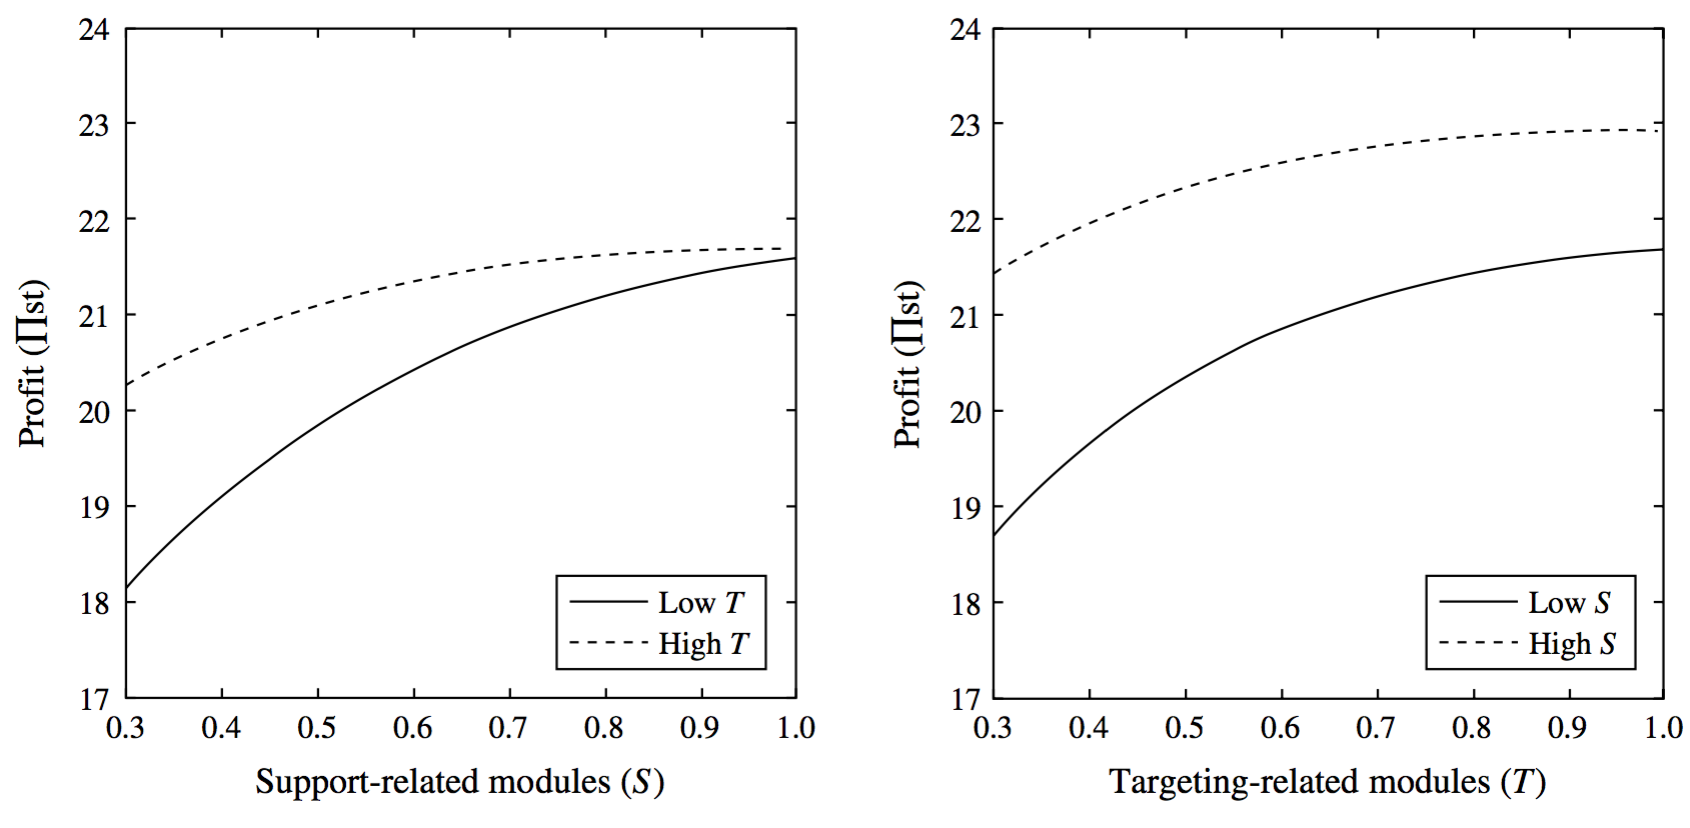 24
23
22
21
20
19
18
17
0.3 0.4 0.5 0.6 0.7 0.8 0.9 1.0
Profit (∏st)
Support-related modules (S)
Low T
High T
24
23
22
21
20
19
18
17
0.3 0.4 0.5 0.6 0.7 0.8 0.9 1.0
Profit (∏st)
Targeting-related modules (T)
Low S
High S